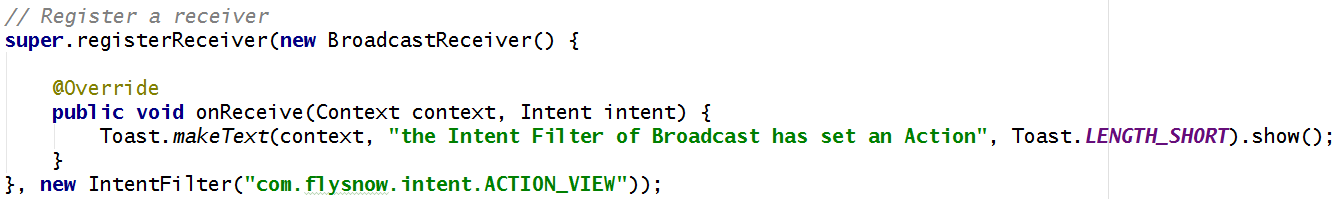 // Register a receiver
super.registerReceiver(new BroadcastReceiver() {
@Override
public void onReceive(Context context, Intent intent) {
Toast.makeText(context, "the Intent Filter of Broadcast has set an Action", Toast.LENGTH_SHORT).show();
}
}, new IntentFilter("com.flysnow.intent.ACTION_VIEW"));